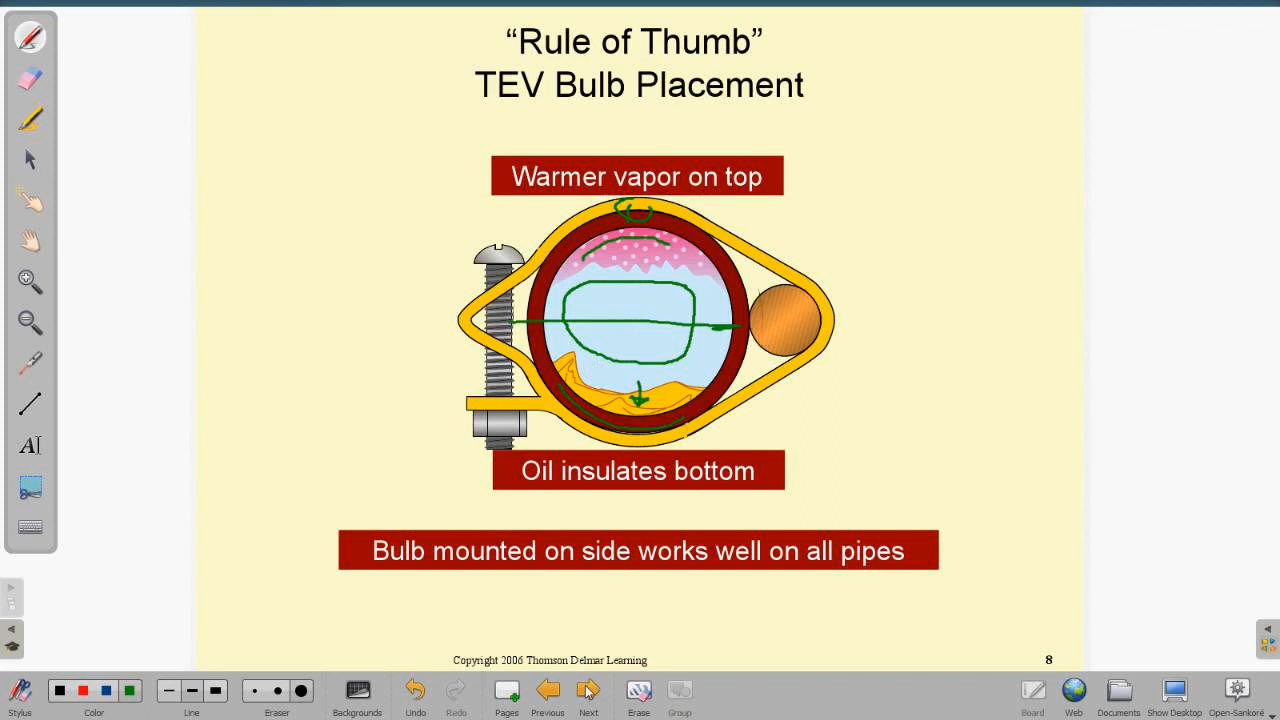 “Rule of Thumb”
TEV Bulb Placement
Warmer vapor on top
Oil insulates bottom
Bulb mounted on side works well on all pipes
Copyright 2006 Thomson Delmar Learning
8
Stylus
Color
Line
Eraser
Backgrounds
Undo
Redo
Pages
Previous
Next
Erase
Group
Board
Web
Documents
Show Desktop
Open-Sankoré